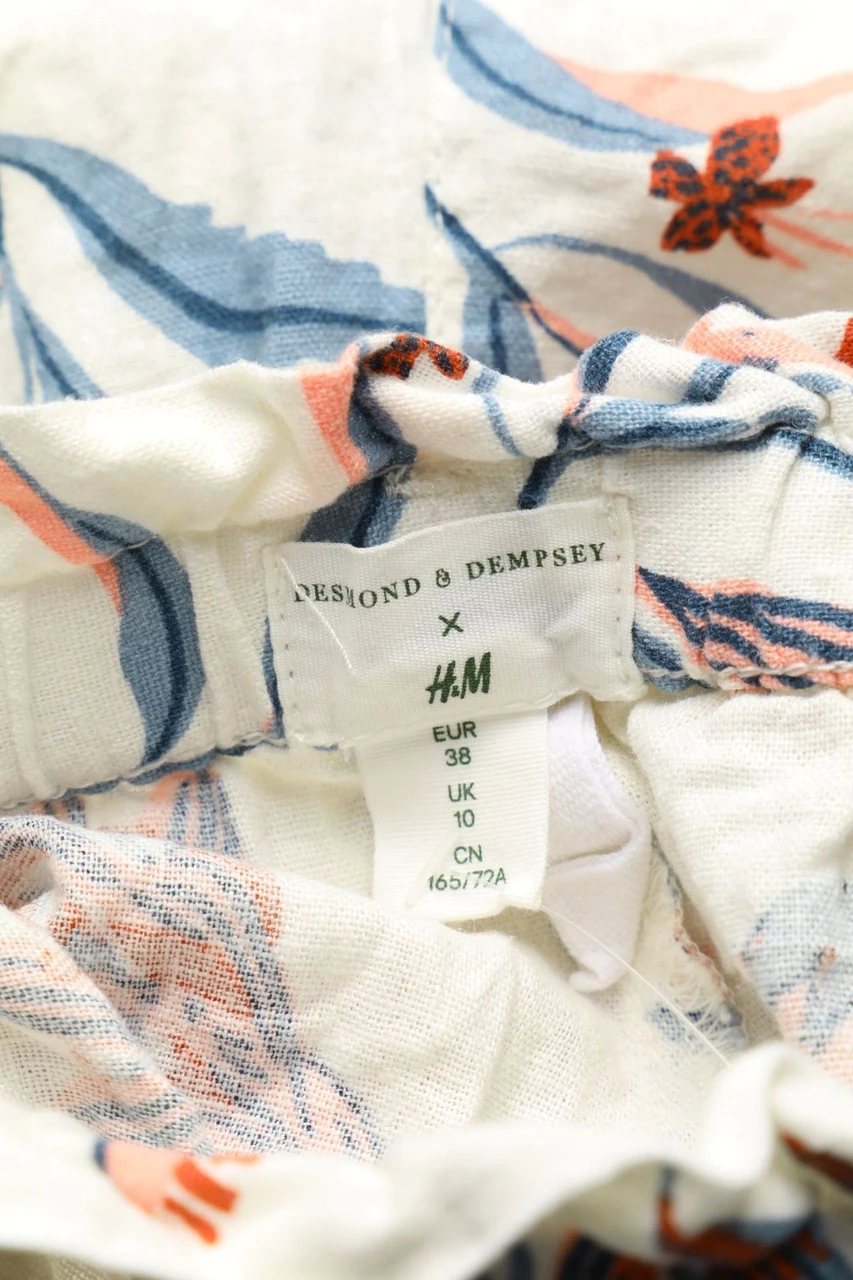 DESMOND & DEMPSEY
X
H&M
EUR
38
UK
10
CN
165/72A